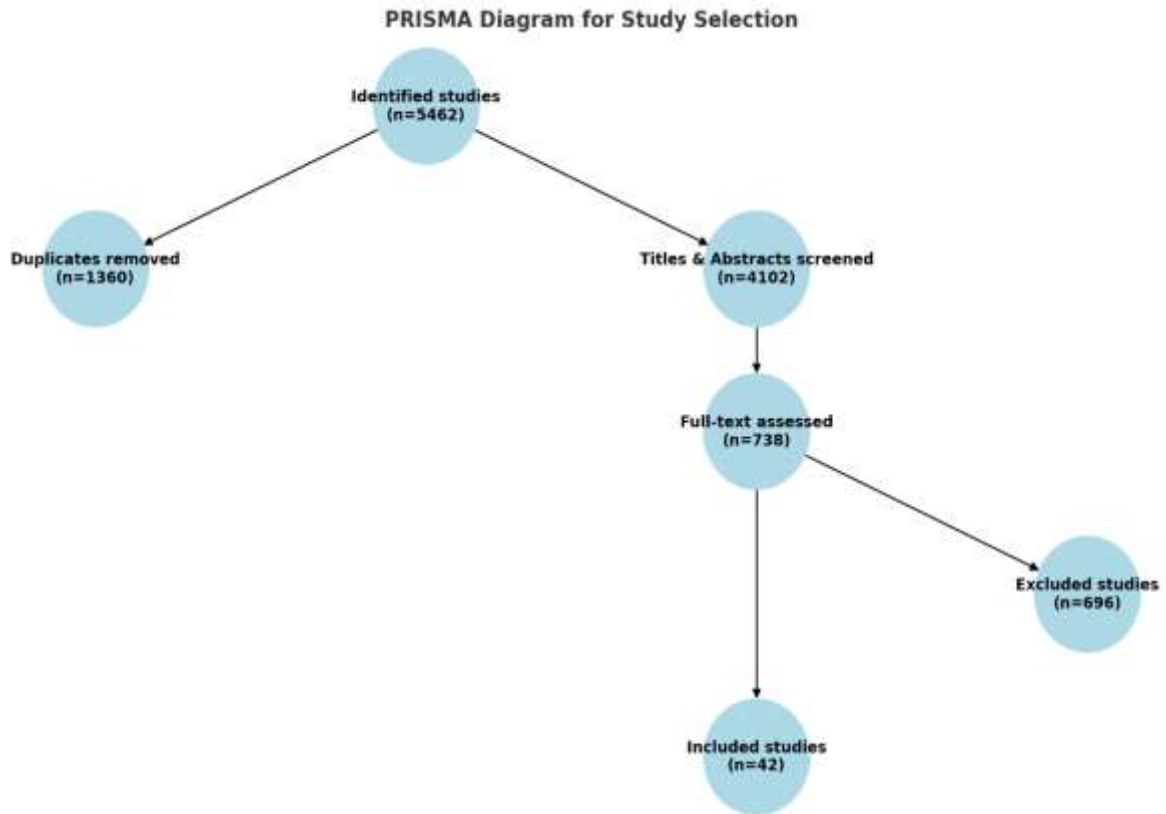 PRISMA Diagram for Study Selection
Identified studies
(n=5462)
Duplicates removed
(n=1360)
Titles & Abstracts screened
(n=4102)
Full-text assessed
(n=738)
Excluded studies
(n=696)
Included studies
(n=42)